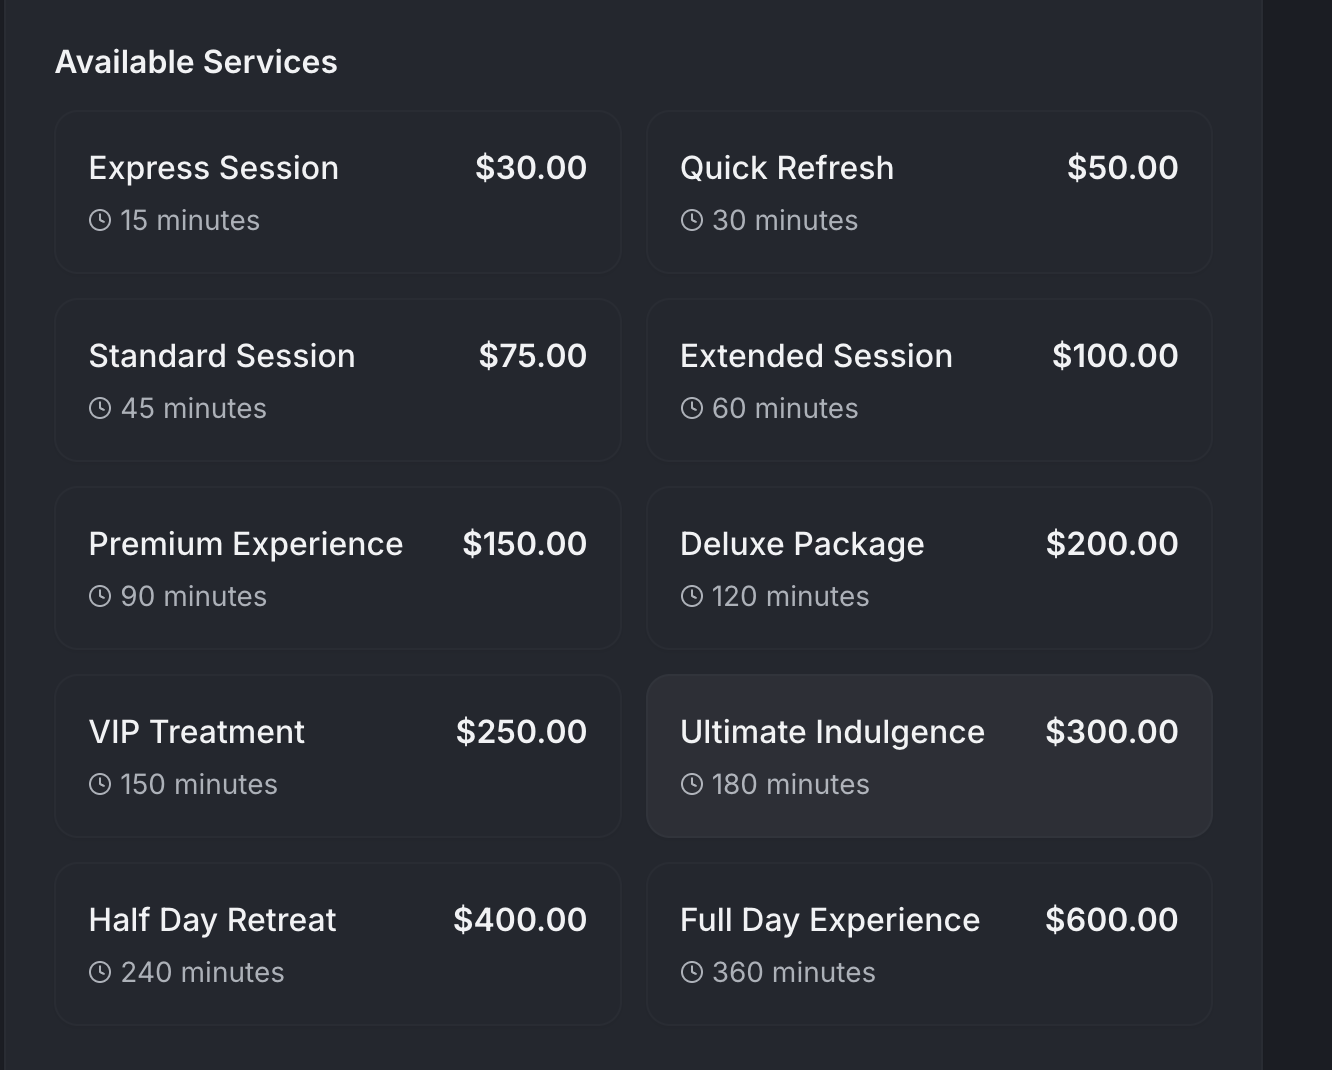 Available Services
Express Session $30.00
15 minutes
Quick Refresh $50.00
30 minutes
Standard Session $75.00
45 minutes
Extended Session $100.00
60 minutes
Premium Experience $150.00
90 minutes
Deluxe Package $200.00
120 minutes
VIP Treatment $250.00
150 minutes
Ultimate Indulgence $300.00
180 minutes
Half Day Retreat $400.00
240 minutes
Full Day Experience $600.00
360 minutes